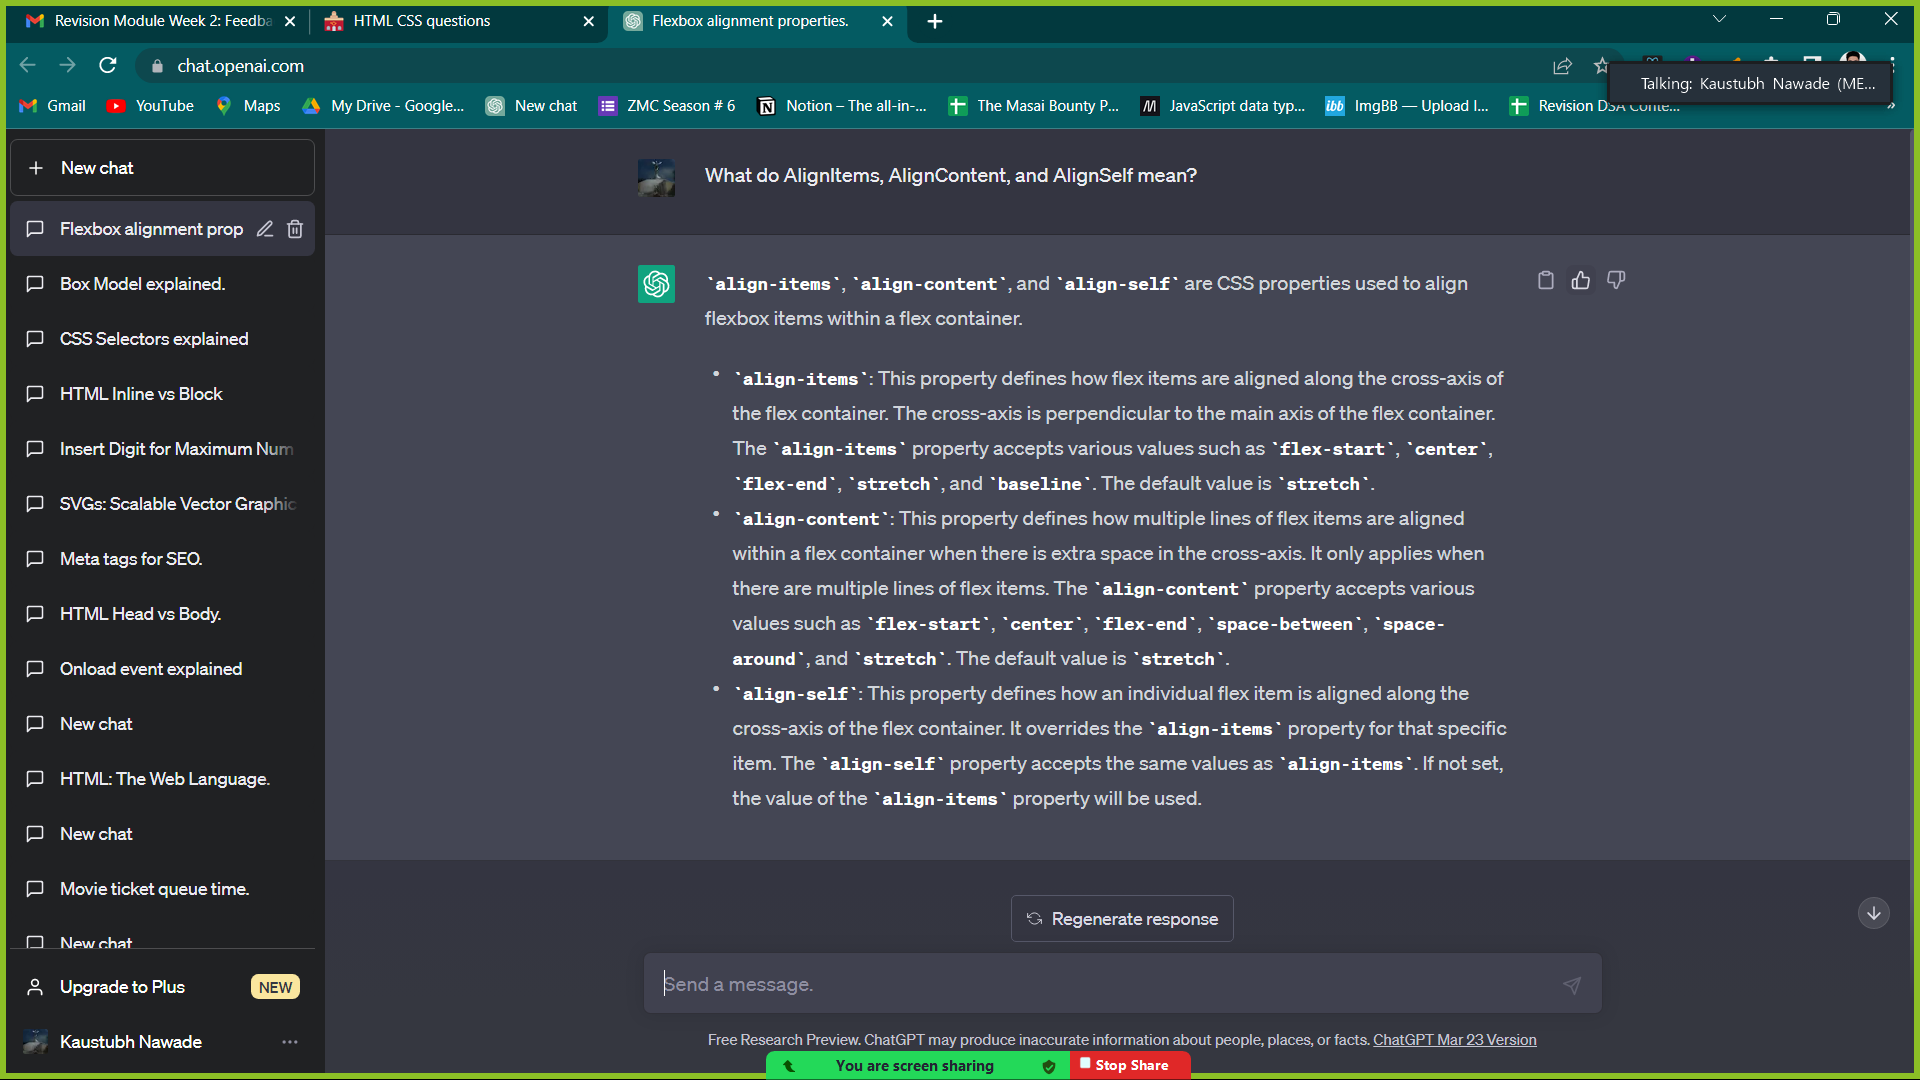 Revision Module Week 2: Feedba
HTML CSS questions
Flexbox alignment properties.
chat.openai.com
Talking: Kaustubh Nawade (ME...
Gmail
YouTube
Maps
My Drive - Google...
New chat
ZMC Season # 6
Notion – The all-in-...
The Masai Bounty P...
JavaScript data typ...
ibb ImgBB — Upload I...
Revision DSA Conte...
New chat
Flexbox alignment prop
Box Model explained.
CSS Selectors explained
HTML Inline vs Block
Insert Digit for Maximum Num
SVGs: Scalable Vector Graphic
Meta tags for SEO.
HTML Head vs Body.
Onload event explained
New chat
HTML: The Web Language.
New chat
Movie ticket queue time.
New chat
Upgrade to Plus NEW
Kaustubh Nawade
What do AlignItems, AlignContent, and AlignSelf mean?
`align-items`, `align-content`, and `align-self` are CSS properties used to align
flexbox items within a flex container.
• `align-items`: This property defines how flex items are aligned along the cross-axis of
the flex container. The cross-axis is perpendicular to the main axis of the flex container.
The `align-items` property accepts various values such as `flex-start`, `center`,
`flex-end`, `stretch`, and `baseline`. The default value is `stretch`.
• `align-content`: This property defines how multiple lines of flex items are aligned
within a flex container when there is extra space in the cross-axis. It only applies when
there are multiple lines of flex items. The `align-content` property accepts various
values such as `flex-start`, `center`, `flex-end`, `space-between`, `space-
around`, and `stretch`. The default value is `stretch`.
• `align-self`: This property defines how an individual flex item is aligned along the
cross-axis of the flex container. It overrides the `align-items` property for that specific
item. The `align-self` property accepts the same values as `align-items`. If not set,
the value of the `align-items` property will be used.
Regenerate response
Send a message.
Free Research Preview. ChatGPT may produce inaccurate information about people, places, or facts. ChatGPT Mar 23 Version
You are screen sharing
Stop Share